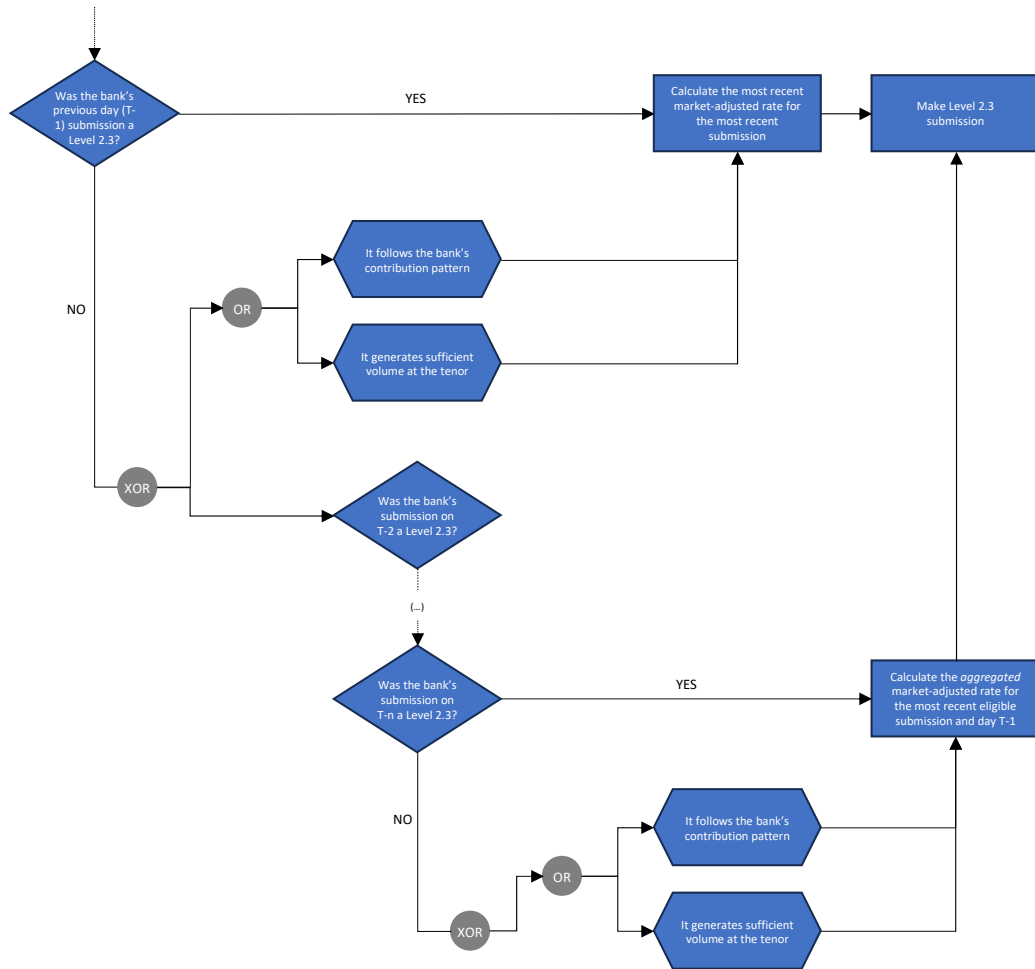 Was the bank's
previous day (T-
1) submission a
Level 2.3?
YES
Calculate the most recent
market-adjusted rate for
the most recent
submission
Make Level 2.3
submission
NO
OR
It follows the bank's
contribution pattern
It generates sufficient
volume at the tenor
XOR
Was the bank's
submission on
T-2 a Level 2.3?
(...)
Was the bank's
submission on
T-n a Level 2.3?
YES
Calculate the aggregated
market-adjusted rate for
the most recent eligible
submission and day T-1
NO
XOR
OR
It follows the bank's
contribution pattern
It generates sufficient
volume at the tenor